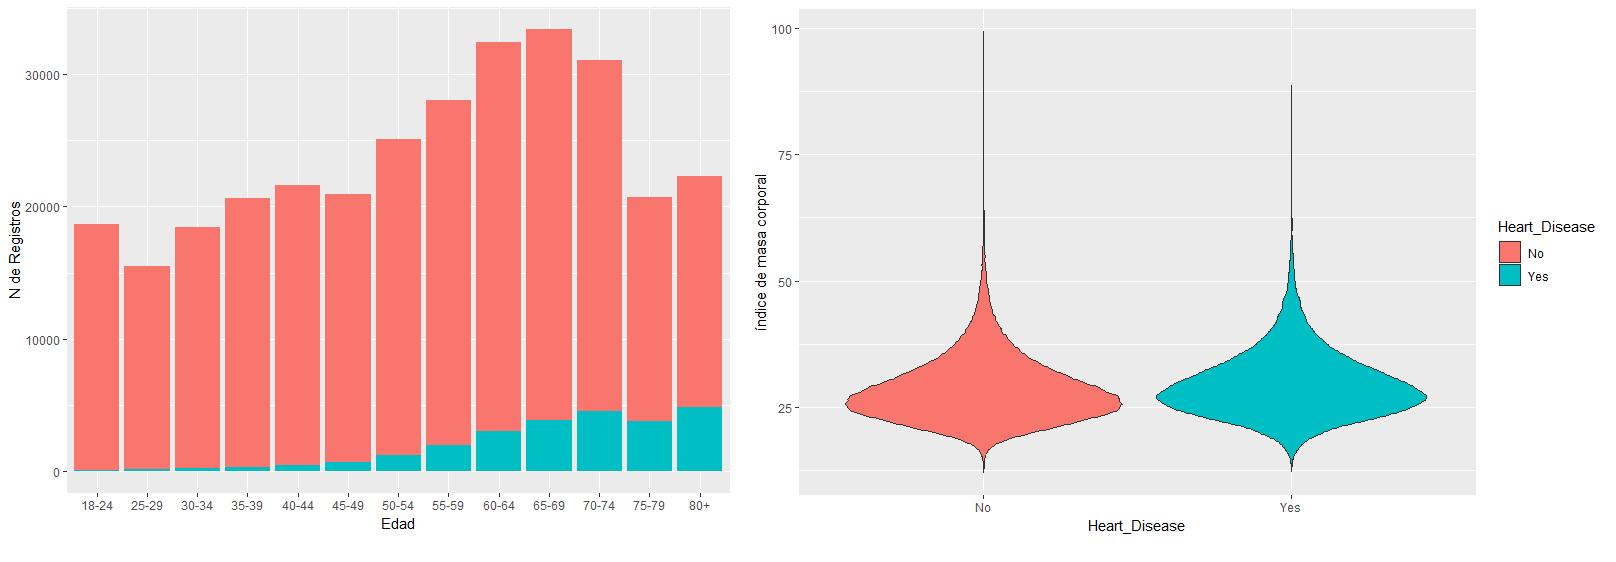 30000
20000
10000
0
N de Registros
18-24 25-29 30-34 35-39 40-44 45-49 50-54 55-59 60-64 65-69 70-74 75-79 80+
Edad
100
75
50
25
índice de masa corporal
No Yes
Heart_Disease
Heart_Disease
No
Yes